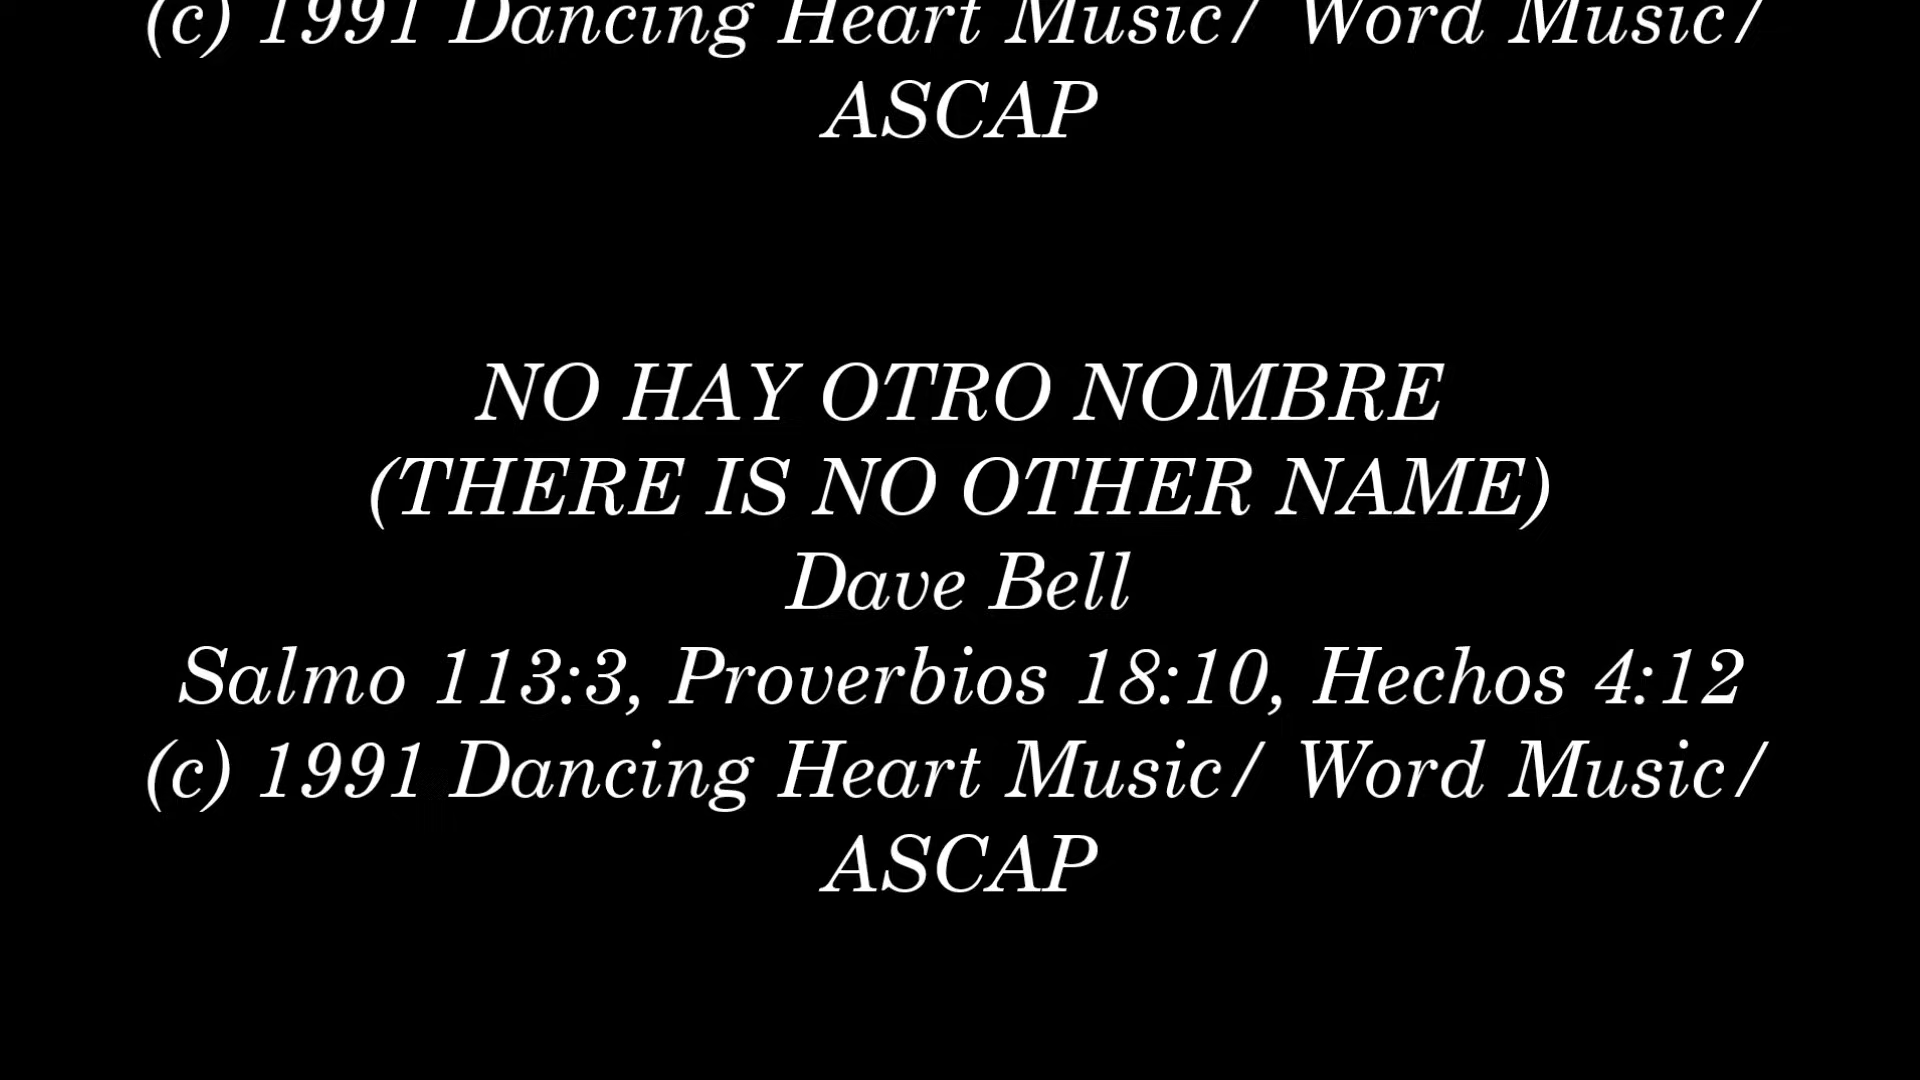 (c) 1991 Dancing Heart Music/ Word Music/
ASCAP
NO HAY OTRO NOMBRE
(THERE IS NO OTHER NAME)
Dave Bell
Salmo 113:3, Proverbios 18:10, Hechos 4:12
(c) 1991 Dancing Heart Music/ Word Music/
ASCAP